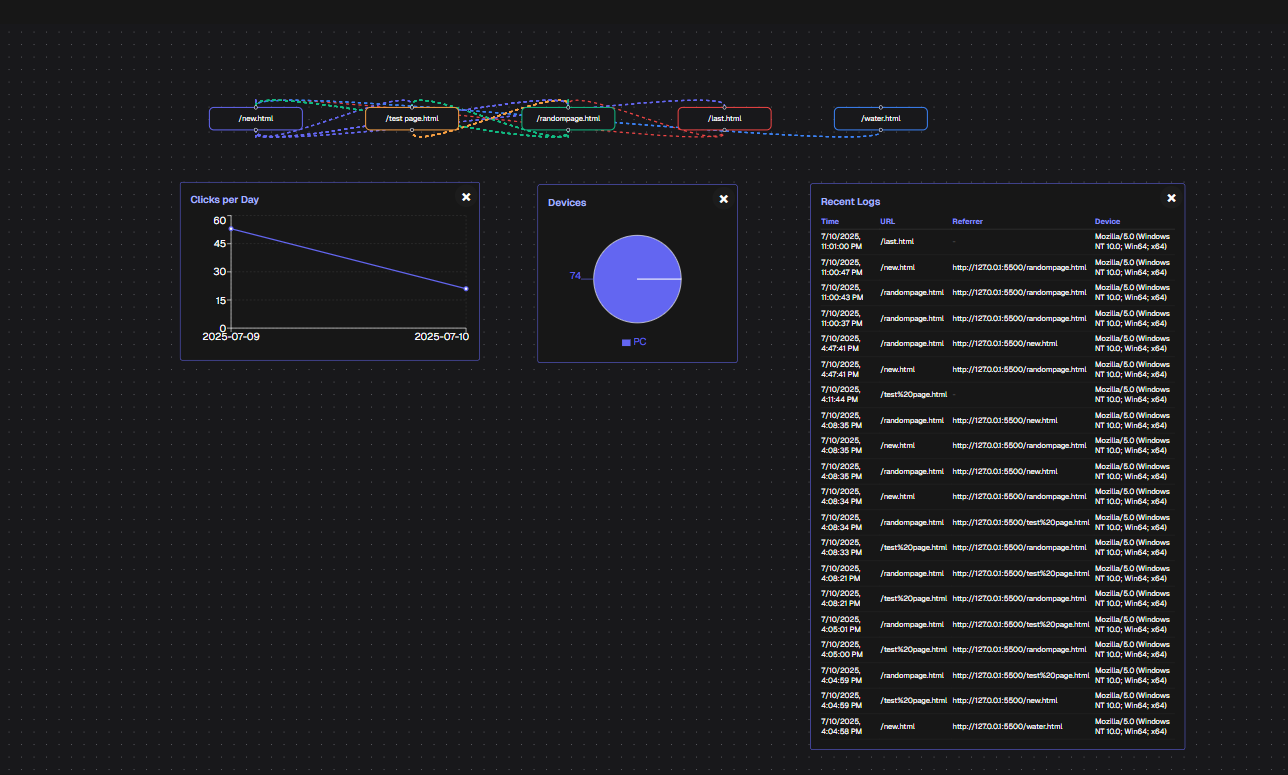 /new.html
/test page.html
/randompage.html
/last.html
/water.html
Clicks per Day
60
45
30
15
0
2025-07-09
2025-07-10
Devices
74
PC
Recent Logs
Time URL Referrer Device
7/10/2025, 11:01:00 PM /last.html - Mozilla/5.0 (Windows NT 10.0; Win64; x64)
7/10/2025, 11:00:47 PM /new.html http://127.0.0.1:5500/randompage.html Mozilla/5.0 (Windows NT 10.0; Win64; x64)
7/10/2025, 11:00:43 PM /randompage.html http://127.0.0.1:5500/randompage.html Mozilla/5.0 (Windows NT 10.0; Win64; x64)
7/10/2025, 11:00:37 PM /randompage.html http://127.0.0.1:5500/randompage.html Mozilla/5.0 (Windows NT 10.0; Win64; x64)
7/10/2025, 4:47:41 PM /randompage.html http://127.0.0.1:5500/new.html Mozilla/5.0 (Windows NT 10.0; Win64; x64)
7/10/2025, 4:47:41 PM /new.html http://127.0.0.1:5500/randompage.html Mozilla/5.0 (Windows NT 10.0; Win64; x64)
7/10/2025, 4:11:44 PM /test%20page.html - Mozilla/5.0 (Windows NT 10.0; Win64; x64)
7/10/2025, 4:08:35 PM /randompage.html http://127.0.0.1:5500/new.html Mozilla/5.0 (Windows NT 10.0; Win64; x64)
7/10/2025, 4:08:35 PM /new.html http://127.0.0.1:5500/randompage.html Mozilla/5.0 (Windows NT 10.0; Win64; x64)
7/10/2025, 4:08:35 PM /randompage.html http://127.0.0.1:5500/new.html Mozilla/5.0 (Windows NT 10.0; Win64; x64)
7/10/2025, 4:08:34 PM /new.html http://127.0.0.1:5500/randompage.html Mozilla/5.0 (Windows NT 10.0; Win64; x64)
7/10/2025, 4:08:34 PM /randompage.html http://127.0.0.1:5500/test%20page.html Mozilla/5.0 (Windows NT 10.0; Win64; x64)
7/10/2025, 4:08:33 PM /test%20page.html http://127.0.0.1:5500/randompage.html Mozilla/5.0 (Windows NT 10.0; Win64; x64)
7/10/2025, 4:08:21 PM /randompage.html http://127.0.0.1:5500/test%20page.html Mozilla/5.0 (Windows NT 10.0; Win64; x64)
7/10/2025, 4:08:21 PM /test%20page.html http://127.0.0.1:5500/randompage.html Mozilla/5.0 (Windows NT 10.0; Win64; x64)
7/10/2025, 4:05:01 PM /randompage.html http://127.0.0.1:5500/test%20page.html Mozilla/5.0 (Windows NT 10.0; Win64; x64)
7/10/2025, 4:05:00 PM /test%20page.html http://127.0.0.1:5500/randompage.html Mozilla/5.0 (Windows NT 10.0; Win64; x64)
7/10/2025, 4:04:59 PM /randompage.html http://127.0.0.1:5500/test%20page.html Mozilla/5.0 (Windows NT 10.0; Win64; x64)
7/10/2025, 4:04:59 PM /test%20page.html http://127.0.0.1:5500/new.html Mozilla/5.0 (Windows NT 10.0; Win64; x64)
7/10/2025, 4:04:58 PM /new.html http://127.0.0.1:5500/water.html Mozilla/5.0 (Windows NT 10.0; Win64; x64)